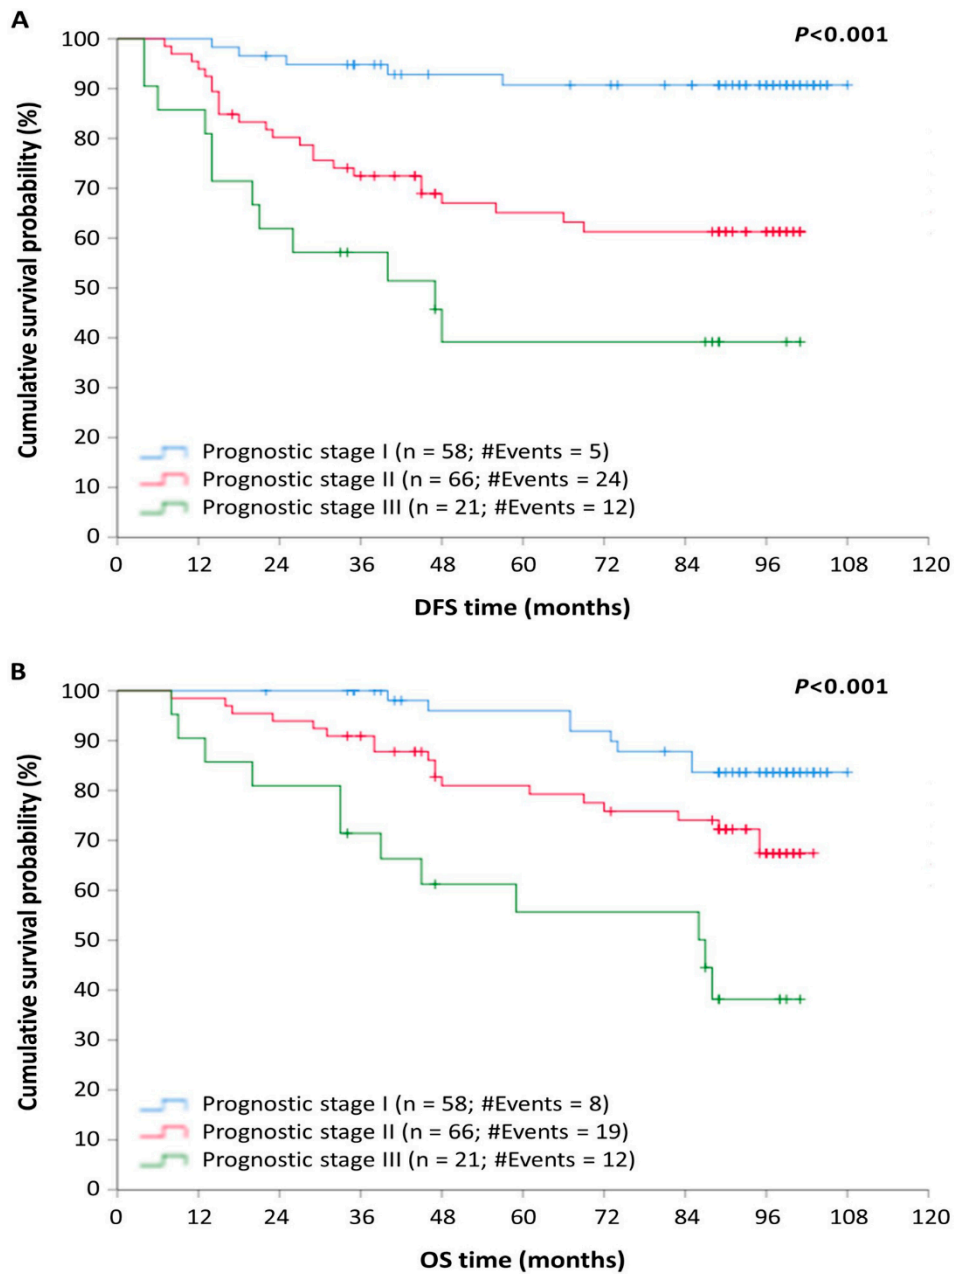 A
P<0.001
Cumulative survival probability (%)
100
90
80
70
60
50
40
30
20
10
0
Prognostic stage I (n = 58; #Events = 5)
Prognostic stage II (n = 66; #Events = 24)
Prognostic stage III (n = 21; #Events = 12)
0 12 24 36 48 60 72 84 96 108 120
DFS time (months)
B
P<0.001
Cumulative survival probability (%)
100
90
80
70
60
50
40
30
20
10
0
Prognostic stage I (n = 58; #Events = 8)
Prognostic stage II (n = 66; #Events = 19)
Prognostic stage III (n = 21; #Events = 12)
0 12 24 36 48 60 72 84 96 108 120
OS time (months)